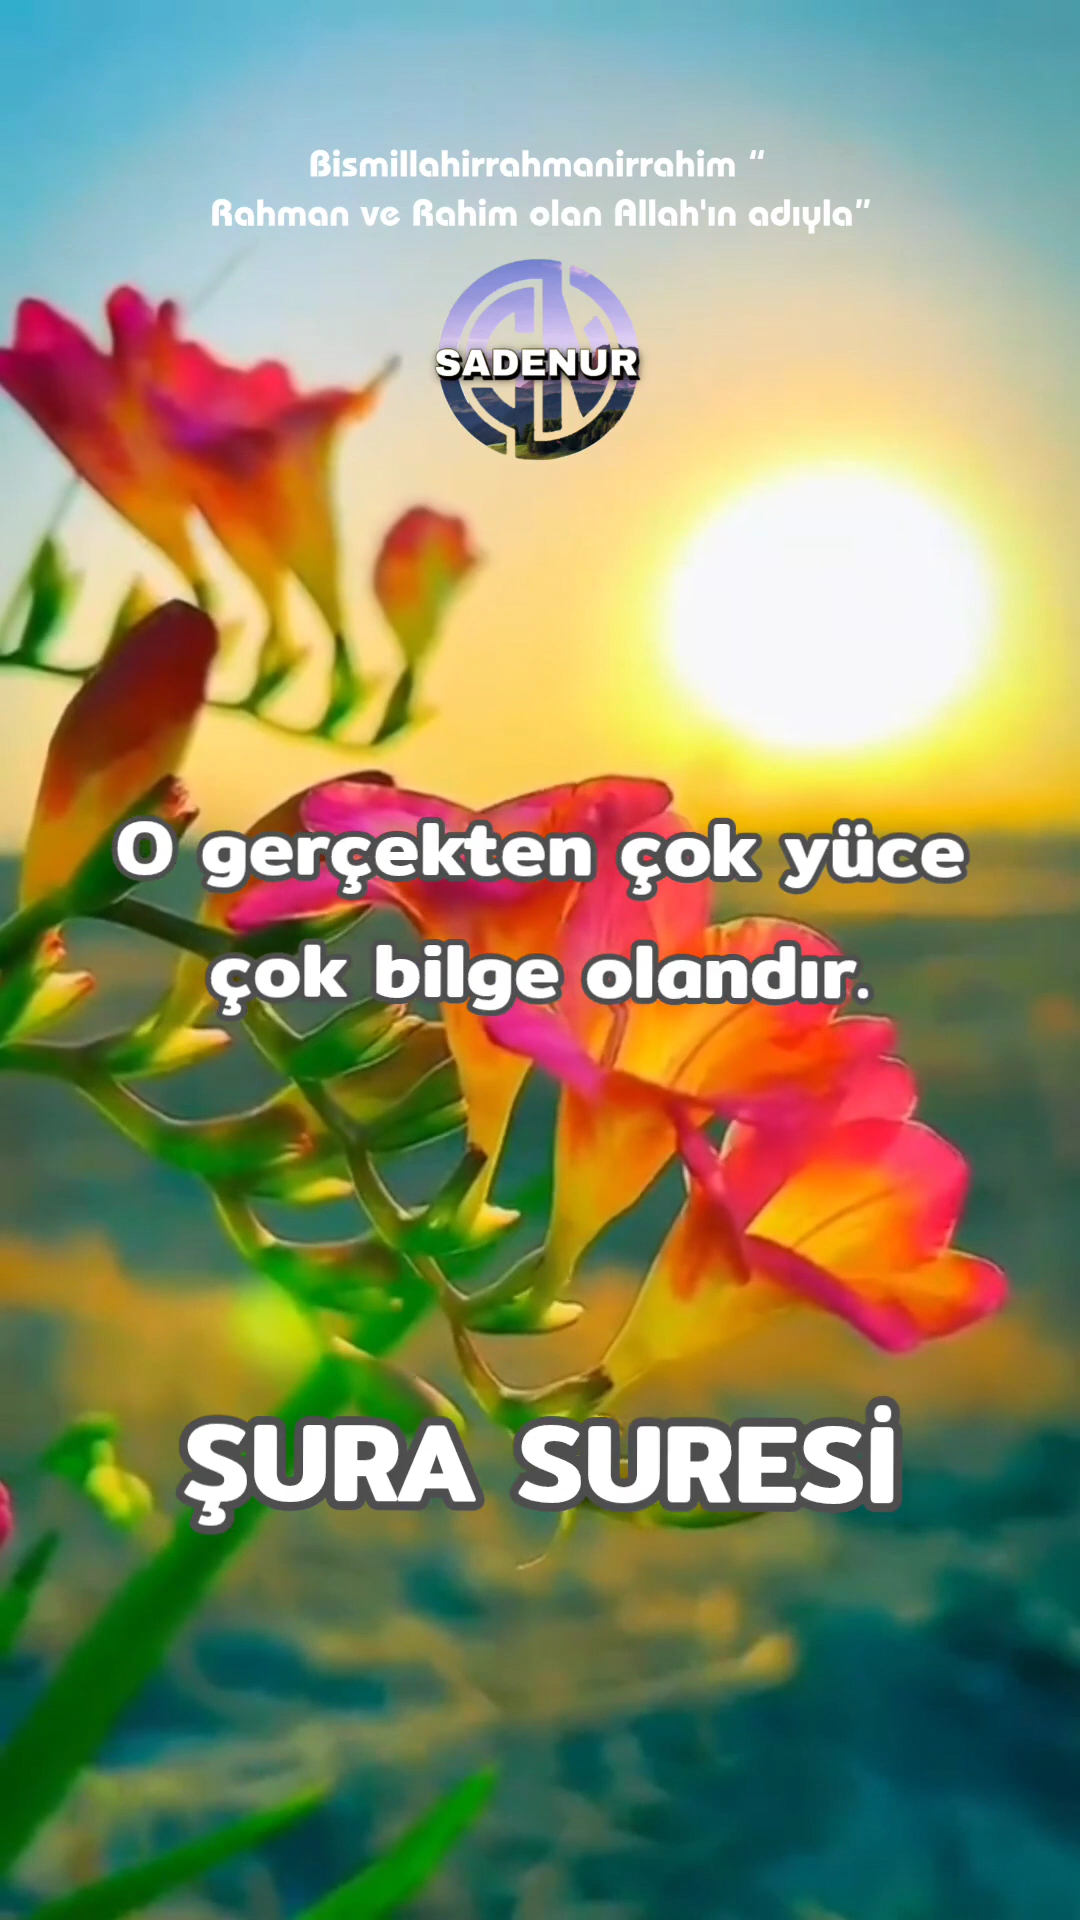 Bismillahirrahmanirrahim “
Rahman ve Rahim olan Allah'ın adıyla”
SADENUR
O gerçekten çok yüce
çok bilge olandır.
ŞURA SURESİ